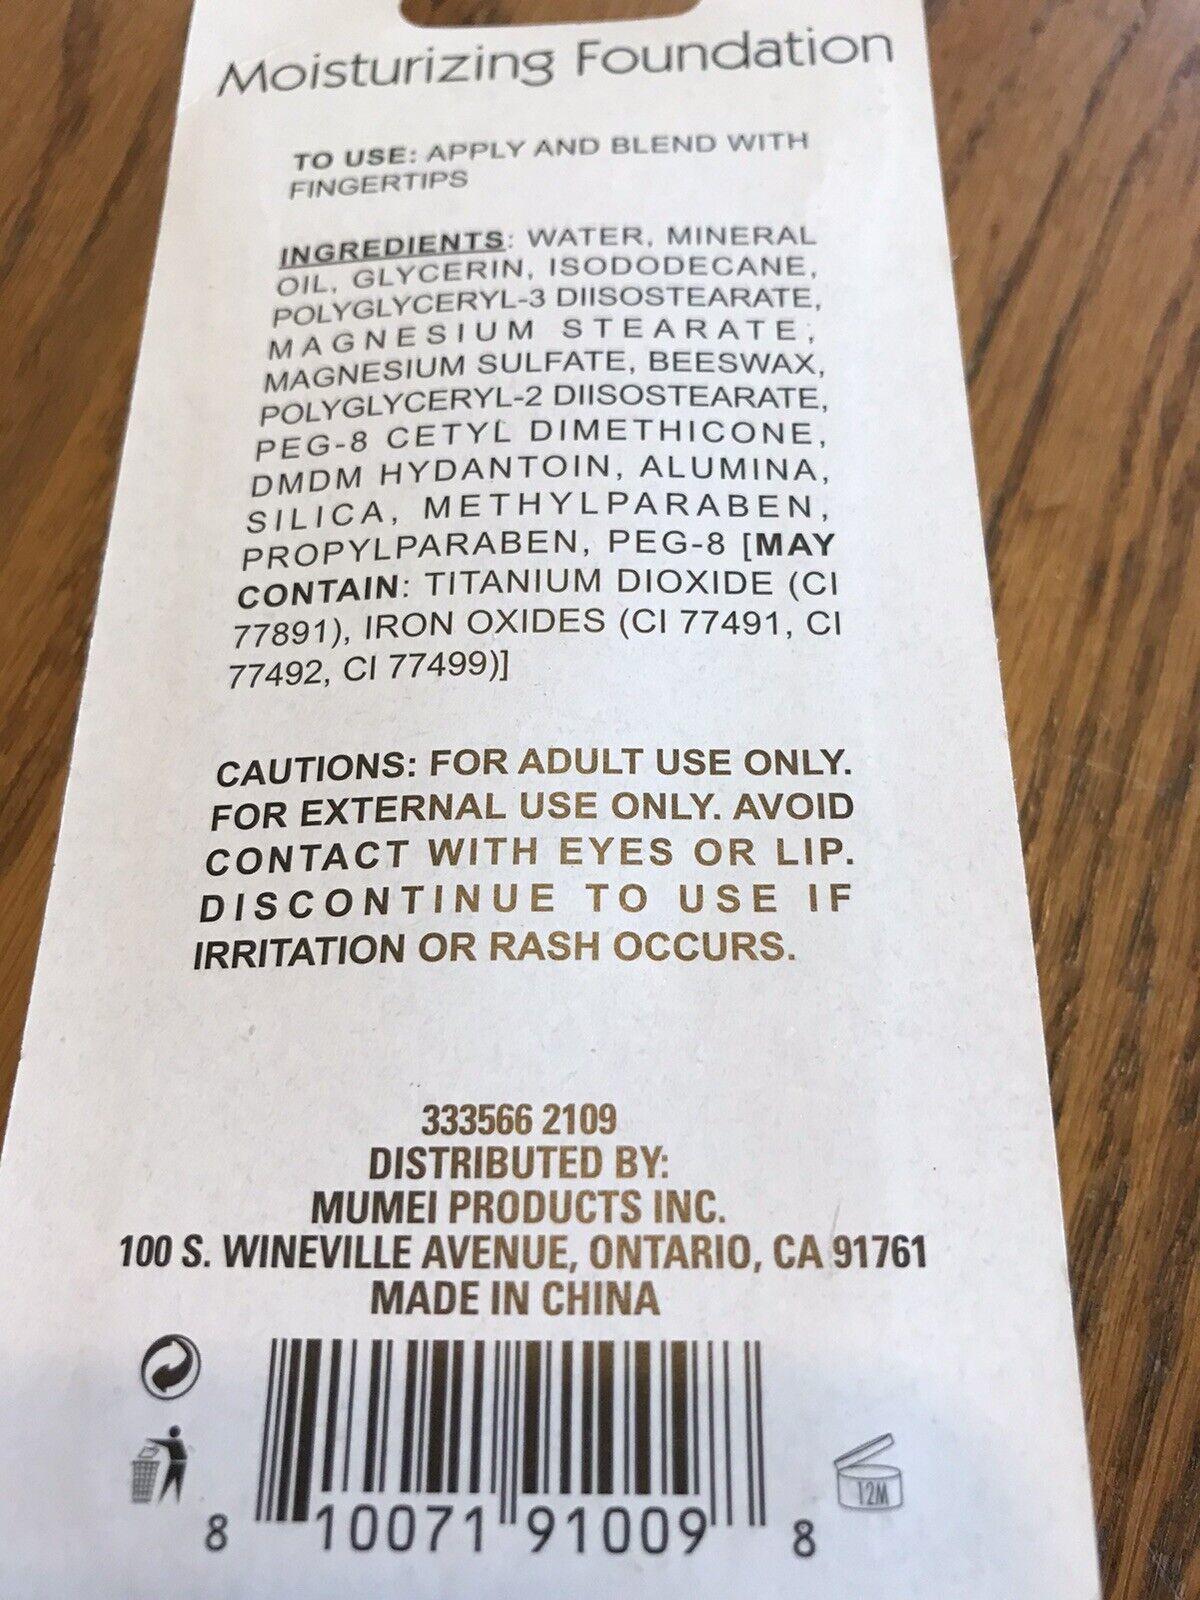 Moisturizing Foundation
TO USE: APPLY AND BLEND WITH
FINGERTIPS
INGREDIENTS: WATER, MINERAL
OIL, GLYCERIN, ISODODECANE,
POLYGLYCERYL-3 DIISOSTEARATE,
MAGNESIUM STEARATE,
MAGNESIUM SULFATE, BEESWAX,
POLYGLYCERYL-2 DIISOSTEARATE,
PEG-8 CETYL DIMETHICONE,
DMDM HYDANTOIN, ALUMINA,
SILICA, METHYLPARABEN,
PROPYLPARABEN, PEG-8 [MAY
CONTAIN: TITANIUM DIOXIDE (CI
77891), IRON OXIDES (CI 77491, CI
77492, CI 77499)]
CAUTIONS: FOR ADULT USE ONLY.
FOR EXTERNAL USE ONLY. AVOID
CONTACT WITH EYES OR LIP.
DISCONTINUE TO USE IF
IRRITATION OR RASH OCCURS.
333566 2109
DISTRIBUTED BY:
MUMEI PRODUCTS INC.
100 S. WINEVILLE AVENUE, ONTARIO, CA 91761
MADE IN CHINA
12M
8 10071 91009 8